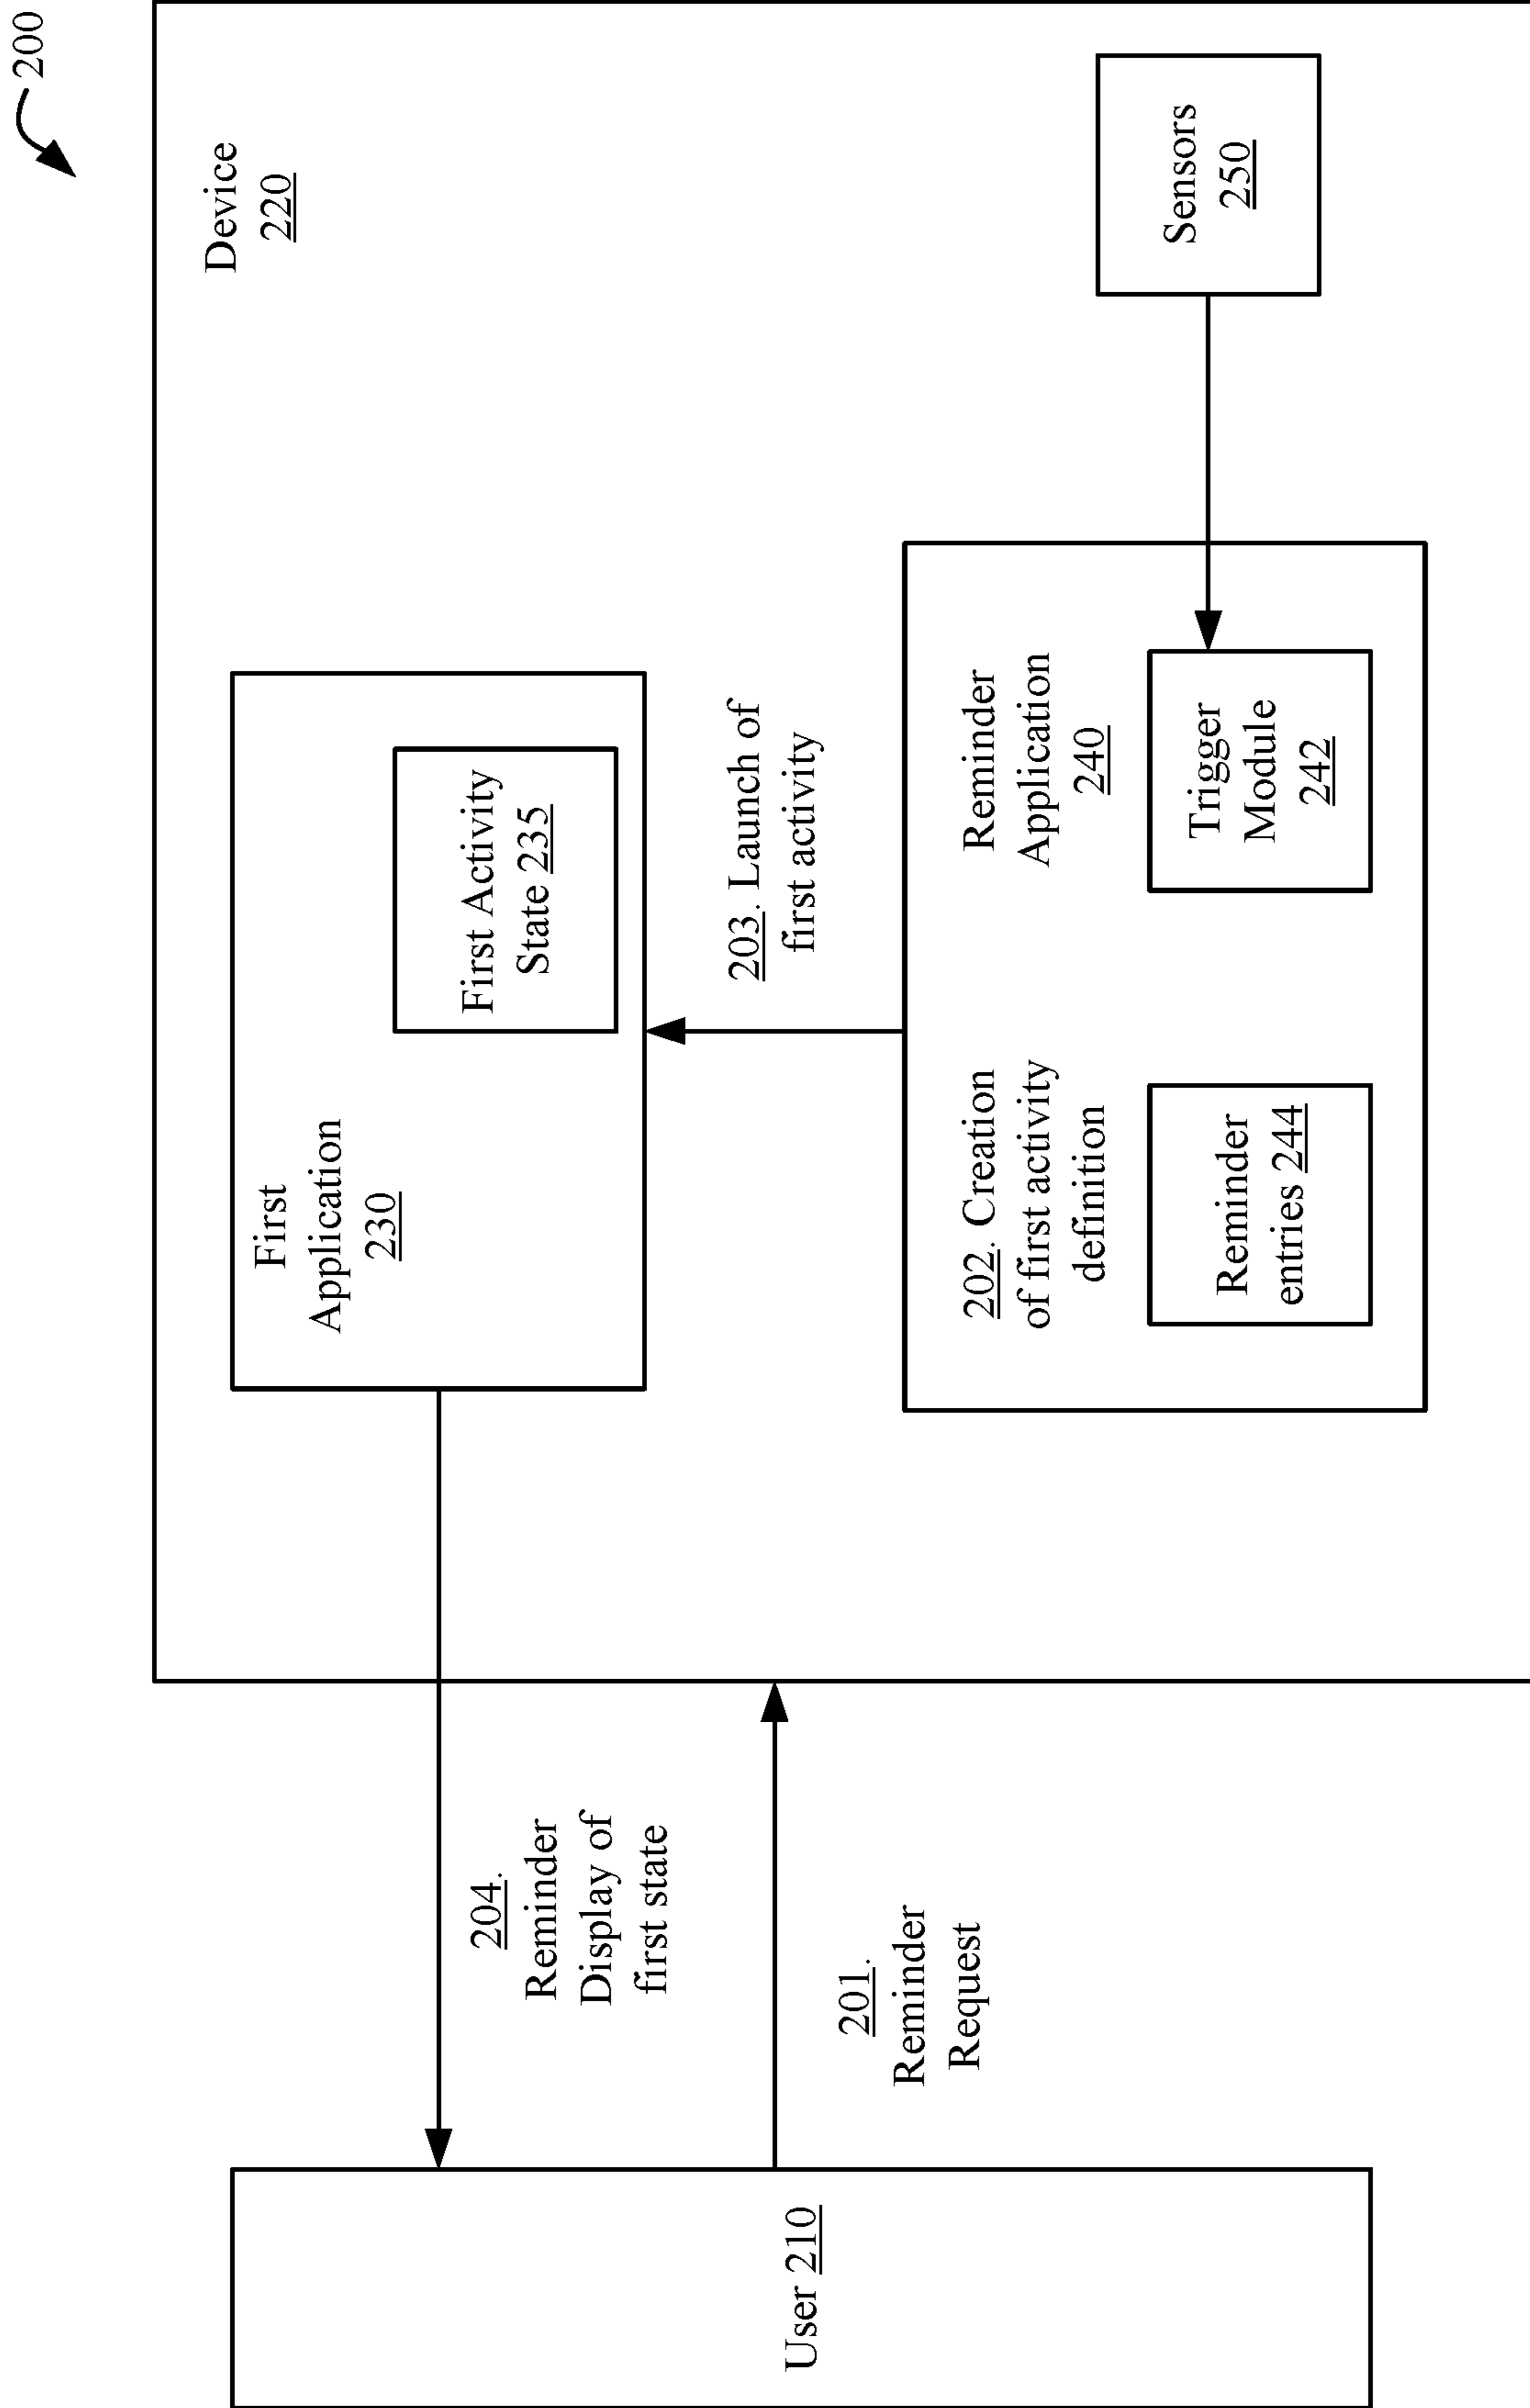 200
Device
220
First
Application
230
First Activity
State 235
204.
Reminder
Display of
first state
203. Launch of
first activity
User 210
201.
Reminder
Request
202. Creation
of first activity
definition
Reminder
Application
240
Reminder
entries 244
Trigger
Module
242
Sensors
250